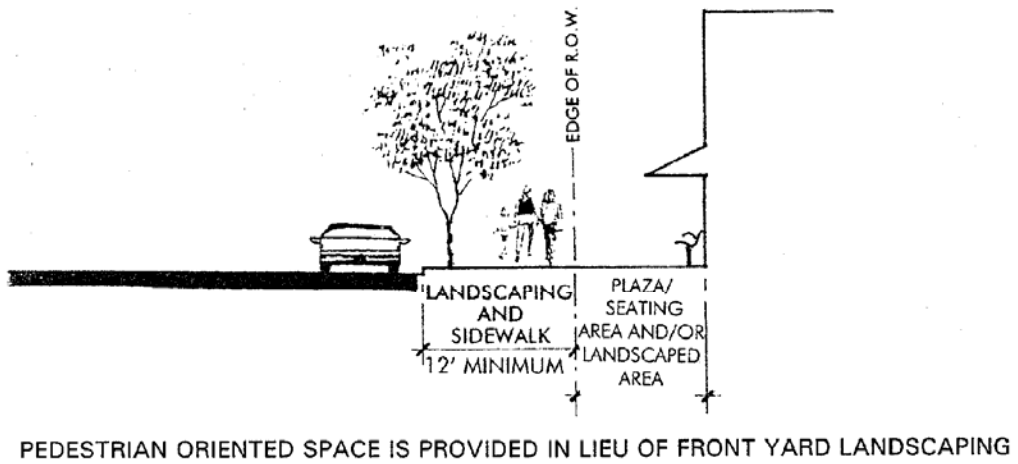 EDGE OF R.O.W.
LANDSCAPING
AND
SIDEWALK
12' MINIMUM
PLAZA/
SEATING
AREA AND/OR
LANDSCAPED
AREA
PEDESTRIAN ORIENTED SPACE IS PROVIDED IN LIEU OF FRONT YARD LANDSCAPING